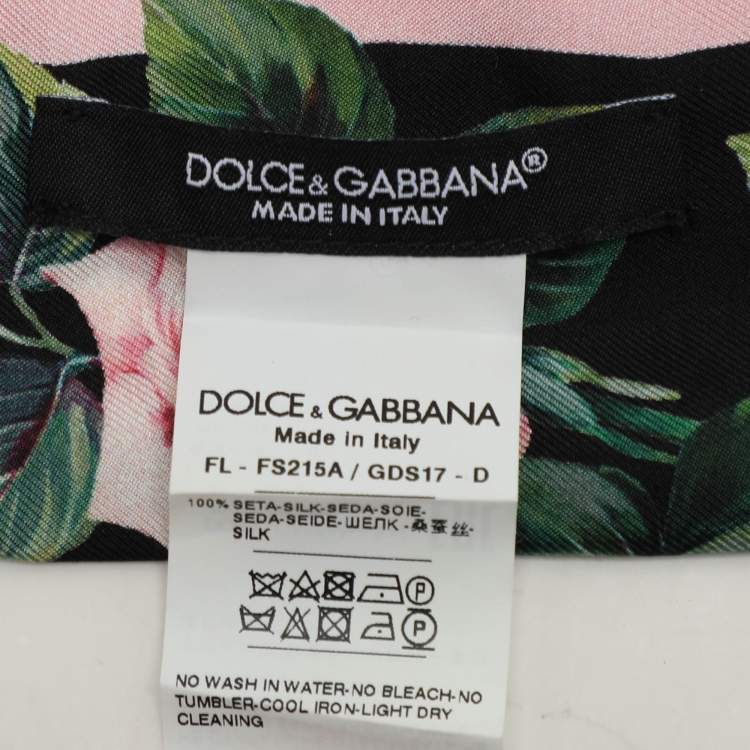 DOLCE & GABBANA®
MADE IN ITALY
DOLCE & GABBANA
Made in Italy
FL - FS215A / GDS17 - D
100% SETA-SILK-SEDA-SOIE-
SEDA-SEIDE-ШЕЛК -桑蚕丝-
SILK
P
P
NO WASH IN WATER-NO BLEACH-NO
TUMBLER-COOL IRON-LIGHT DRY
CLEANING